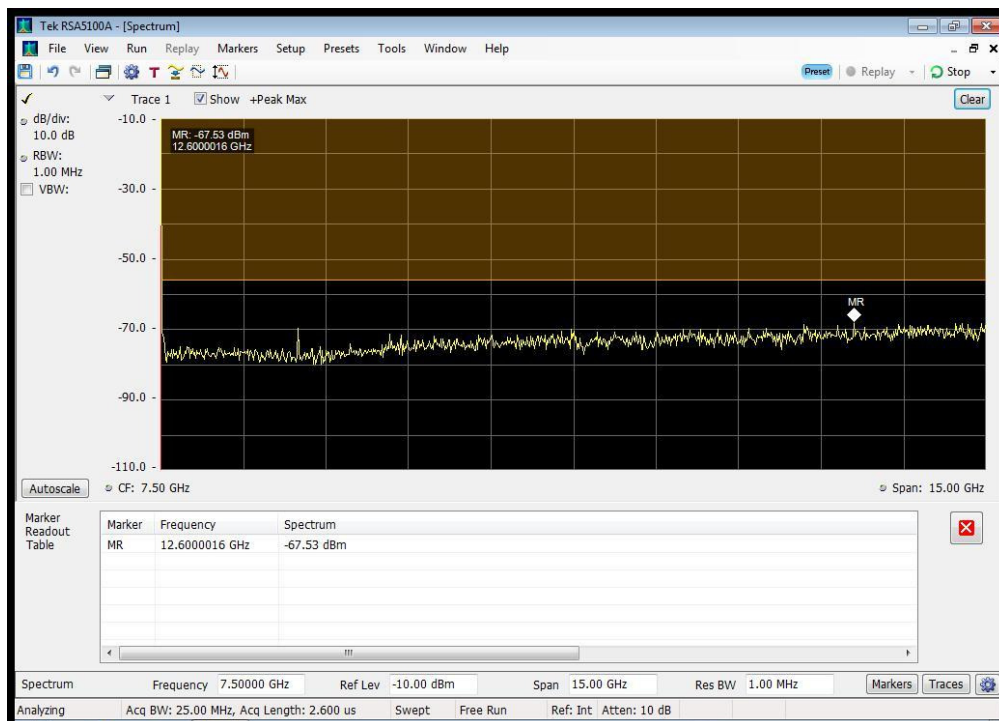 Tek RSA5100A - [Spectrum]
File View Run Replay Markers Setup Presets Tools Window Help
T Preset Replay Stop
Trace 1 Show +Peak Max Clear
dB/div:
10.0 dB
RBW:
1.00 MHz
VBW:
-10.0
-30.0
-50.0
-70.0
-90.0
-110.0
MR: -67.53 dBm
12.6000016 GHz
MR
Autoscale CF: 7.50 GHz Span: 15.00 GHz
Marker
Readout
Table
Marker Frequency Spectrum
MR 12.6000016 GHz -67.53 dBm
Spectrum Frequency 7.50000 GHz Ref Lev -10.00 dBm Span 15.00 GHz Res BW 1.00 MHz Markers Traces
Analyzing Acq BW: 25.00 MHz, Acq Length: 2.600 us Swept Free Run Ref: Int Atten: 10 dB